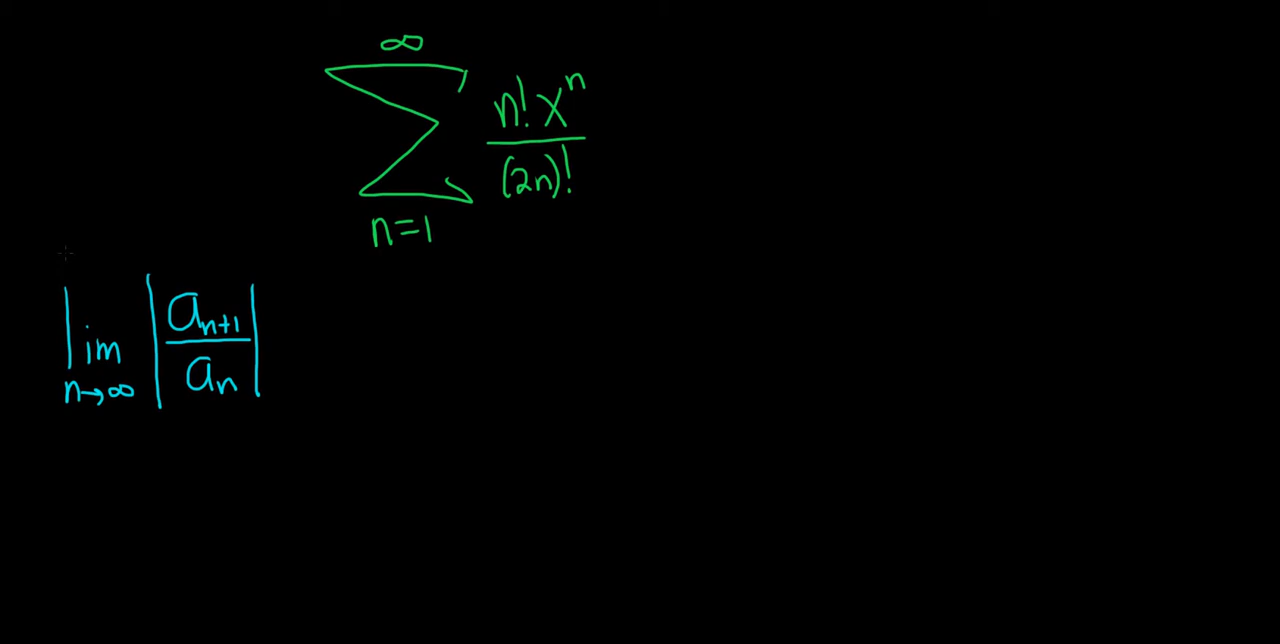 ∞
∑ n! xⁿ / (2n)!
n=1
lim n→∞ | aₙ₊₁ / aₙ |